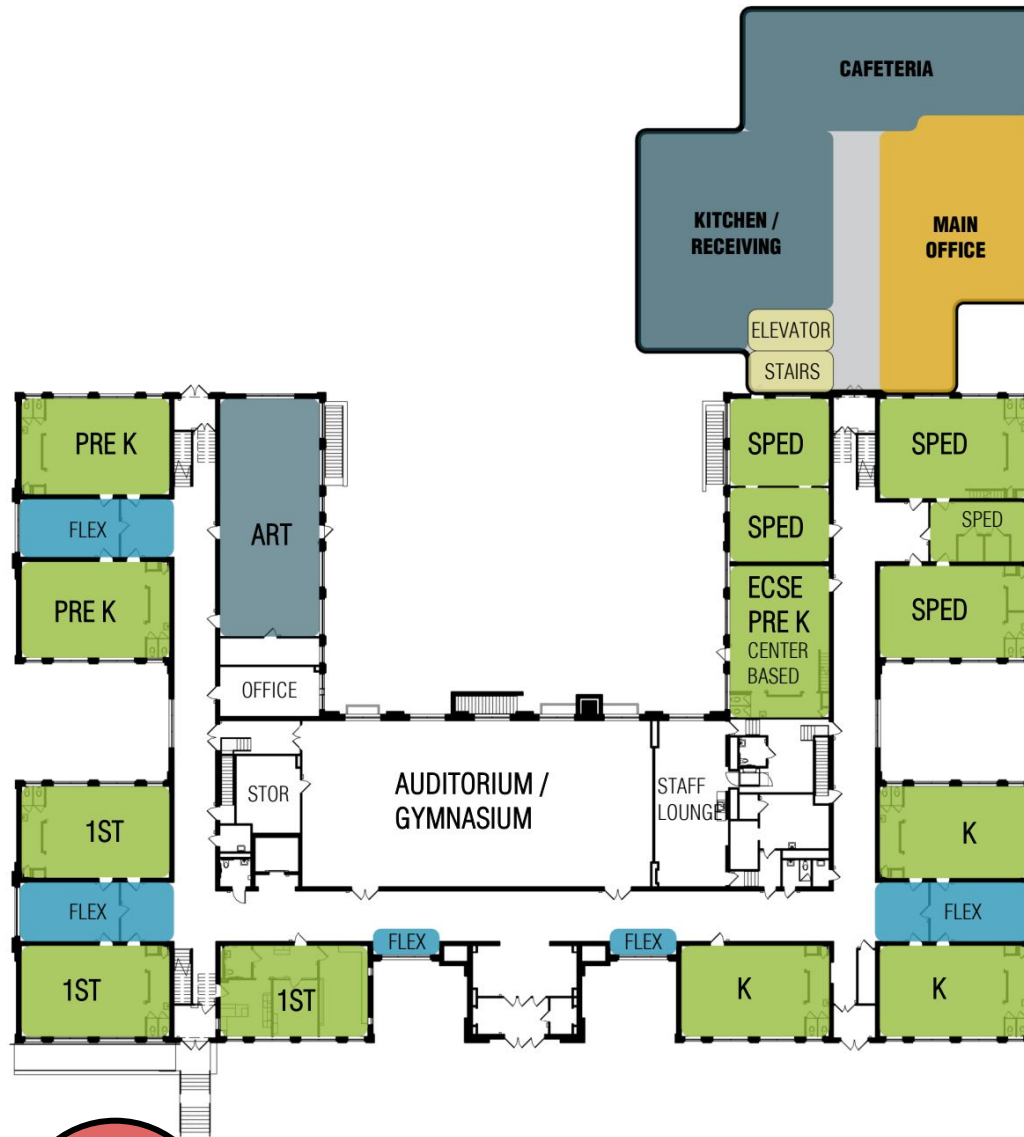 CAFETERIA
KITCHEN /
RECEIVING
MAIN
OFFICE
ELEVATOR
STAIRS
PRE K
SPED
SPED
FLEX
ART
SPED
SPED
PRE K
ECSE
PRE K
CENTER
BASED
SPED
OFFICE
STOR
AUDITORIUM /
GYMNASIUM
STAFF
LOUNGE
1ST
K
FLEX
FLEX
FLEX
FLEX
1ST
1ST
K
K